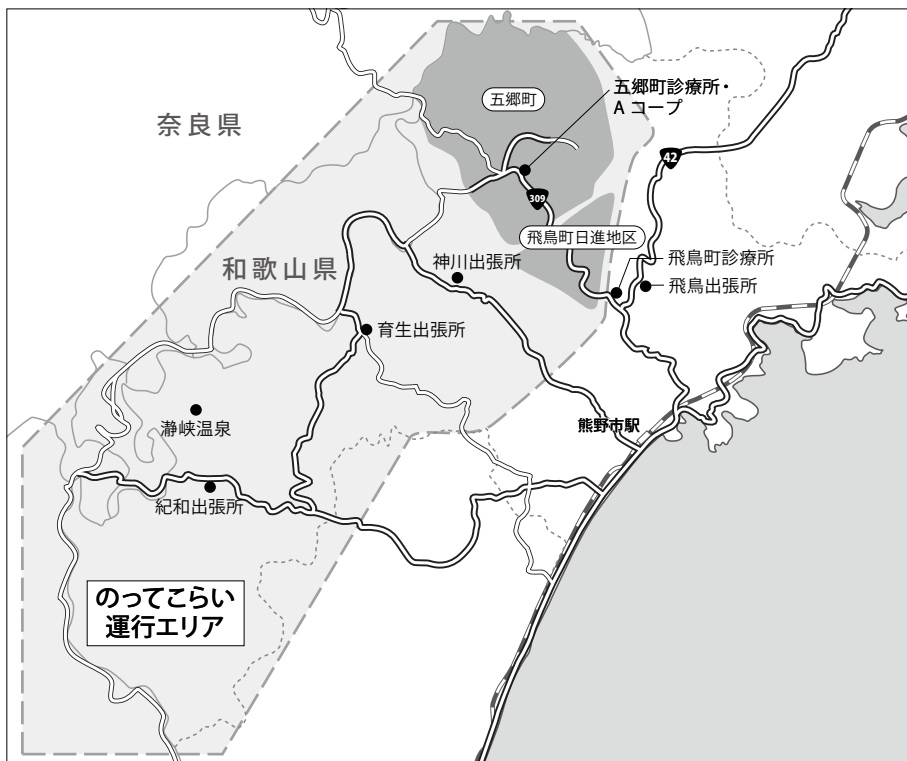 五郷町診療所・
A コープ
五郷町
奈良県
42
309
飛鳥町日進地区
神川出張所
飛鳥町診療所
和歌山県
飛鳥出張所
育生出張所
瀞峡温泉
熊野市駅
紀和出張所
のってこらい
運行エリア